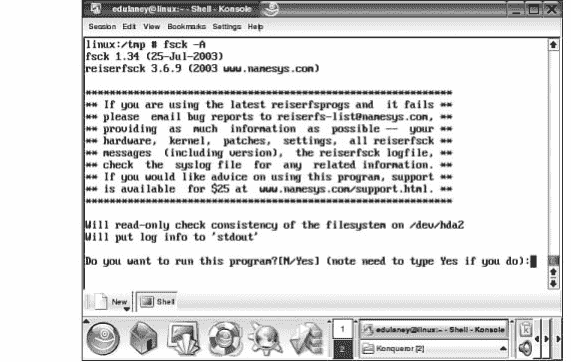 edulaney@linux:~ - Shell - Konsole
Session Edit View Bookmarks Settings Help
linux:/tmp # fsck -A
fsck 1.34 (25-Jul-2003)
reiserfsck 3.6.9 (2003 www.namesys.com)
*************************************************************
** If you are using the latest reiserfsprogs and  it fails **
** please  email bug reports to reiserfs-list@namesys.com, **
** providing  as  much  information  as  possible --  your **
** hardware,  kernel,  patches,  settings,  all reiserfsck **
** messages  (including version),  the reiserfsck logfile, **
** check  the  syslog file  for  any  related information. **
** If you would like advice on using this program, support **
** is available  for $25 at  www.namesys.com/support.html. **
*************************************************************
Will read-only check consistency of the filesystem on /dev/hda2
Will put log info to 'stdout'
Do you want to run this program?[N/Yes] (note need to type Yes if you do):
New
Shell
1
2
edulaney@linux:~ - Shell - Konsole
Konqueror [2]